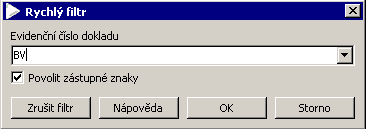 Rychlý filtr
Evidenční číslo dokladu
BV
Povolit zástupné znaky
Zrušit filtr Nápověda OK Storno